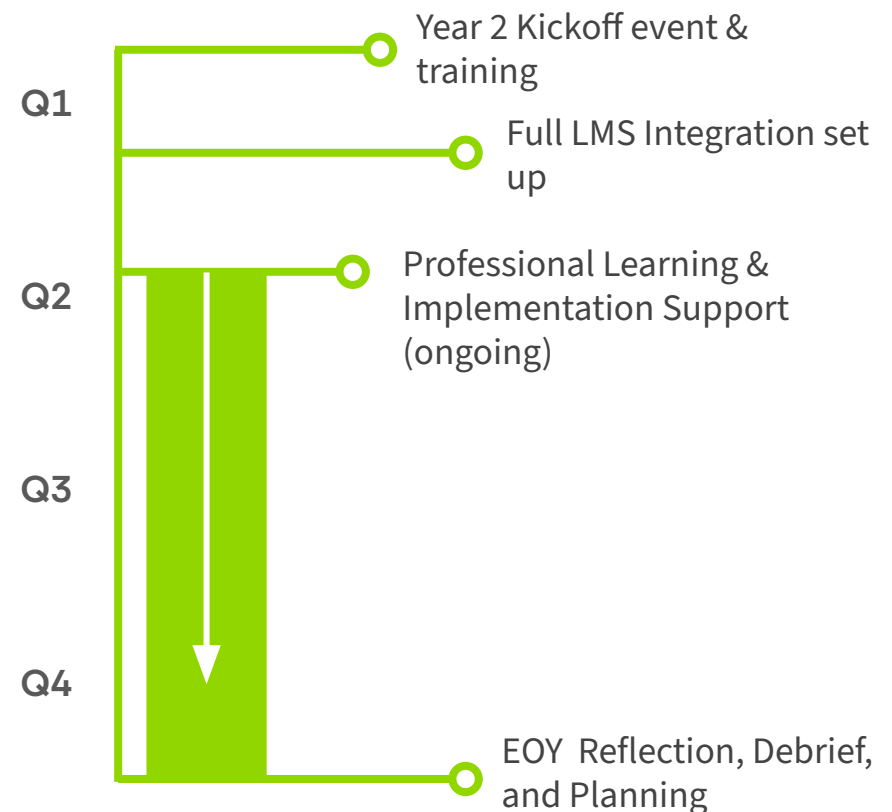 Year 2 Kickoff event &
training
Q1
Full LMS Integration set
up
Professional Learning &
Q2
Implementation Support
(ongoing)
Q3
Q4
EOY  Reflection, Debrief,
and Planning